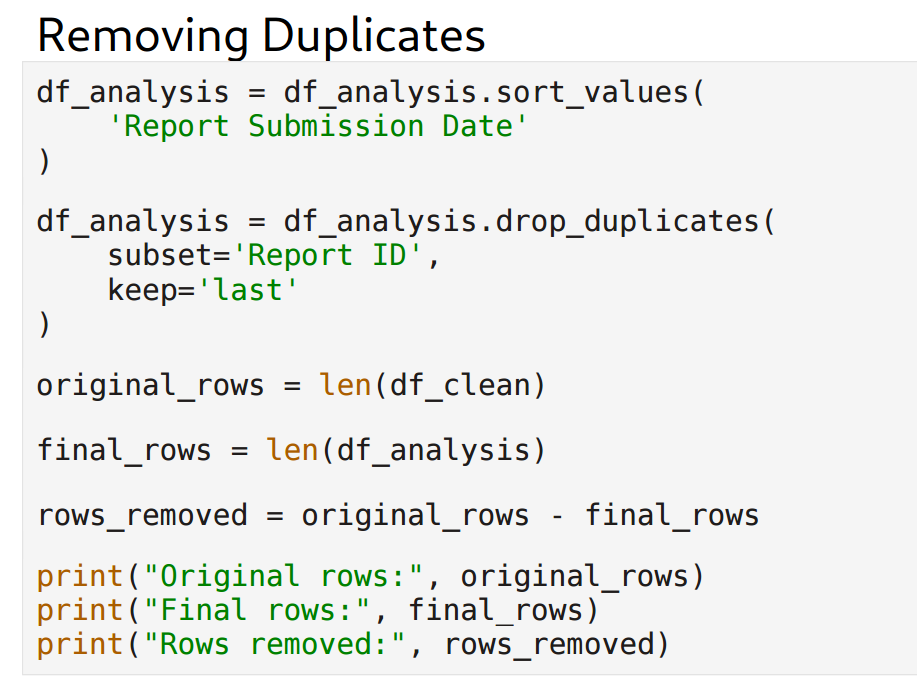 Removing Duplicates
df_analysis = df_analysis.sort_values(
    'Report Submission Date'
)
df_analysis = df_analysis.drop_duplicates(
    subset='Report ID',
    keep='last'
)
original_rows = len(df_clean)
final_rows = len(df_analysis)
rows_removed = original_rows - final_rows
print("Original rows:", original_rows)
print("Final rows:", final_rows)
print("Rows removed:", rows_removed)